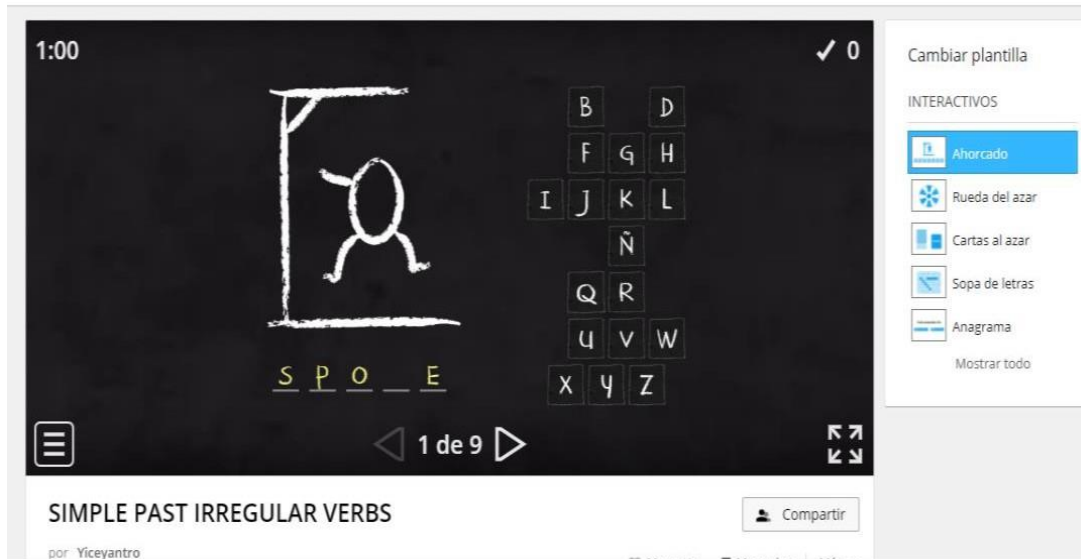 1:00
✓ 0
B D
F G H
I J K L
Ñ
Q R
U V W
X Y Z
S P O _ E
1 de 9
SIMPLE PAST IRREGULAR VERBS
Compartir
por Yiceyantro
Cambiar plantilla
INTERACTIVOS
Ahorcado
Rueda del azar
Cartas al azar
Sopa de letras
Anagrama
Mostrar todo